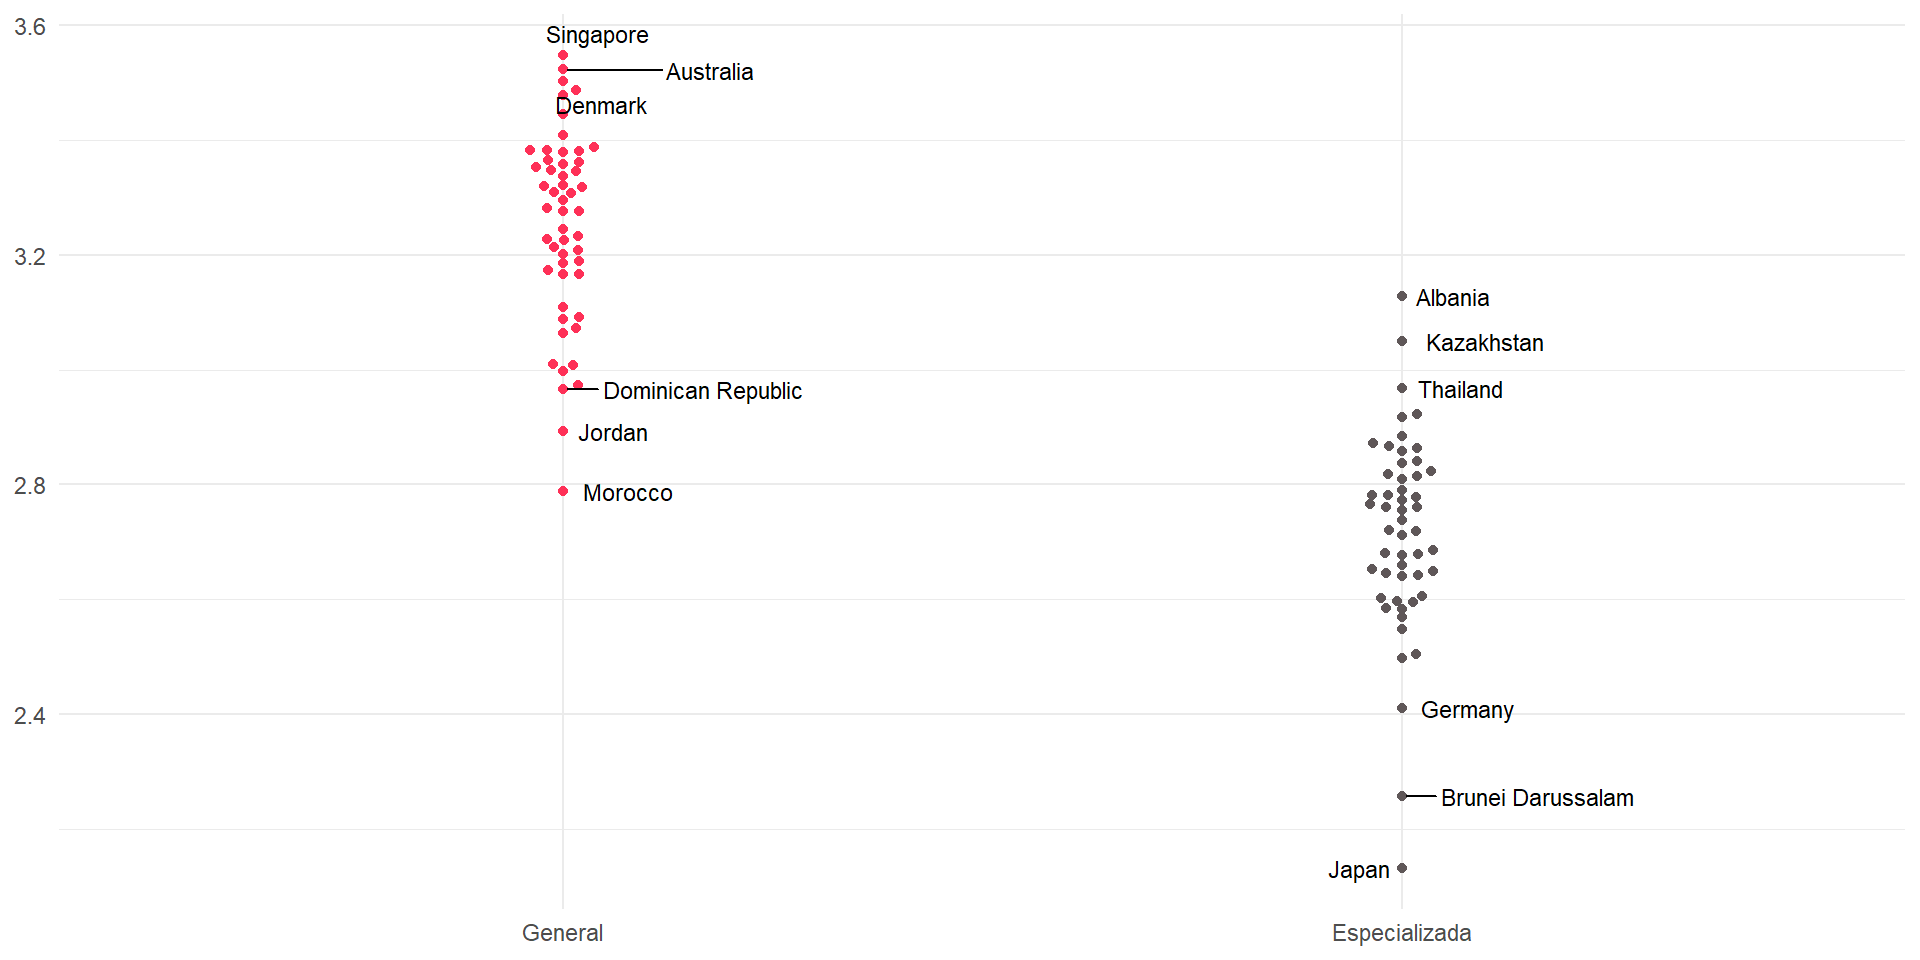 3.6
Singapore
Australia
Denmark
3.2
Albania
Kazakhstan
Dominican Republic
Thailand
Jordan
2.8
Morocco
2.4
Germany
Brunei Darussalam
Japan
General
Especializada